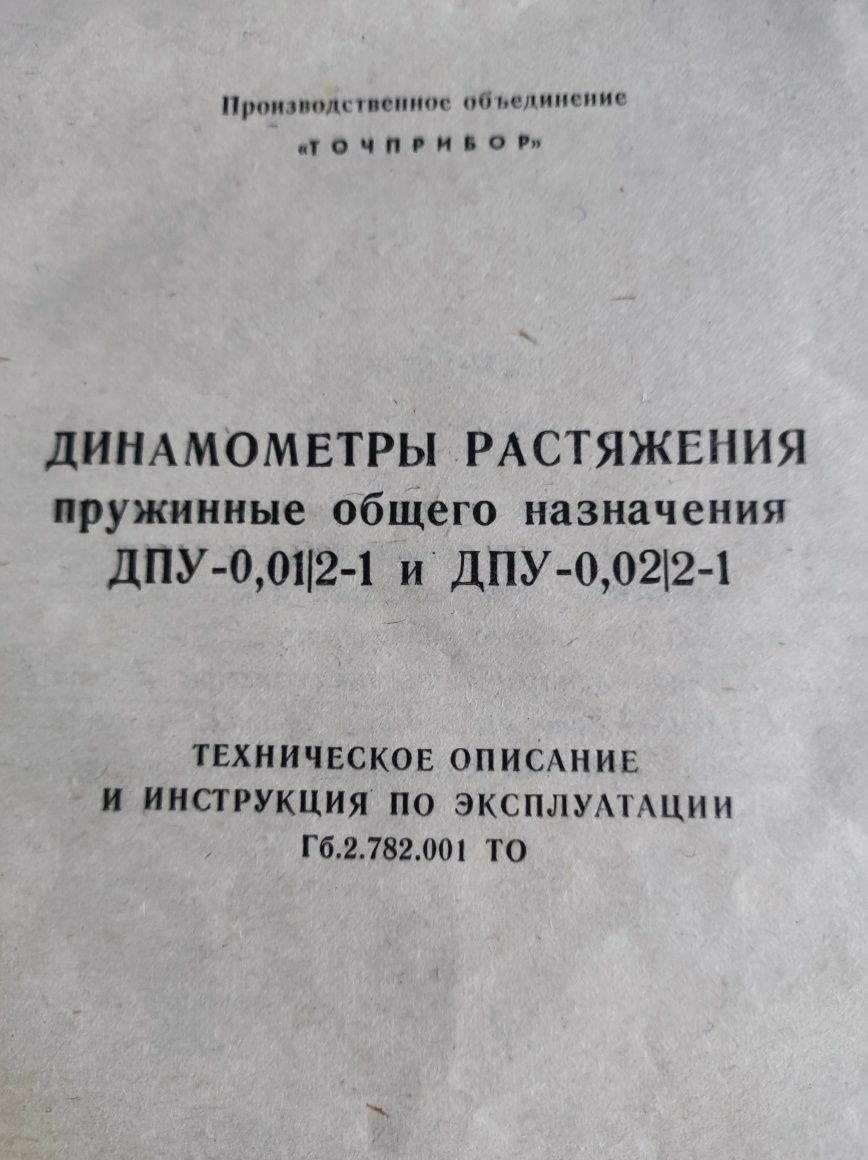 Производственное объединение
«ТОЧПРИБОР»
ДИНАМОМЕТРЫ РАСТЯЖЕНИЯ
пружинные общего назначения
ДПУ-0,01|2-1 и ДПУ-0,02|2-1
ТЕХНИЧЕСКОЕ ОПИСАНИЕ
И ИНСТРУКЦИЯ ПО ЭКСПЛУАТАЦИИ
Гб.2.782.001 ТО